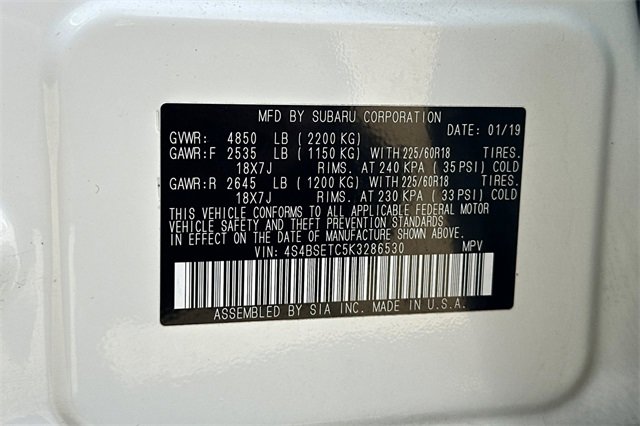 MFD BY SUBARU CORPORATION
DATE: 01/19
GVWR: 4850 LB (2200 KG)
GAWR:F 2535 LB (1150 KG) WITH 225/60R18 TIRES.
18X7J RIMS. AT 240 KPA (35 PSI) COLD
GAWR:R 2645 LB (1200 KG) WITH 225/60R18 TIRES.
18X7J RIMS. AT 230 KPA (33 PSI) COLD
THIS VEHICLE CONFORMS TO ALL APPLICABLE FEDERAL MOTOR
VEHICLE SAFETY AND THEFT PREVENTION STANDARDS
IN EFFECT ON THE DATE OF MANUFACTURE SHOWN ABOVE.
VIN: 4S4BSETC5K3286530 MPV
ASSEMBLED BY SIA INC. MADE IN U.S.A.